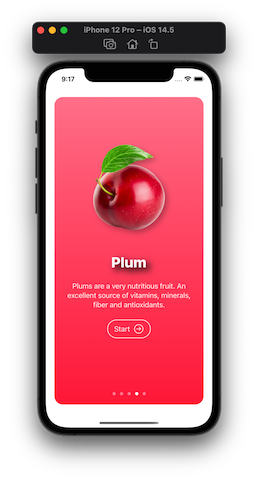 iPhone 12 Pro – iOS 14.5
9:17
Plum
Plums are a very nutritious fruit. An
excellent source of vitamins, minerals,
fiber and antioxidants.
Start